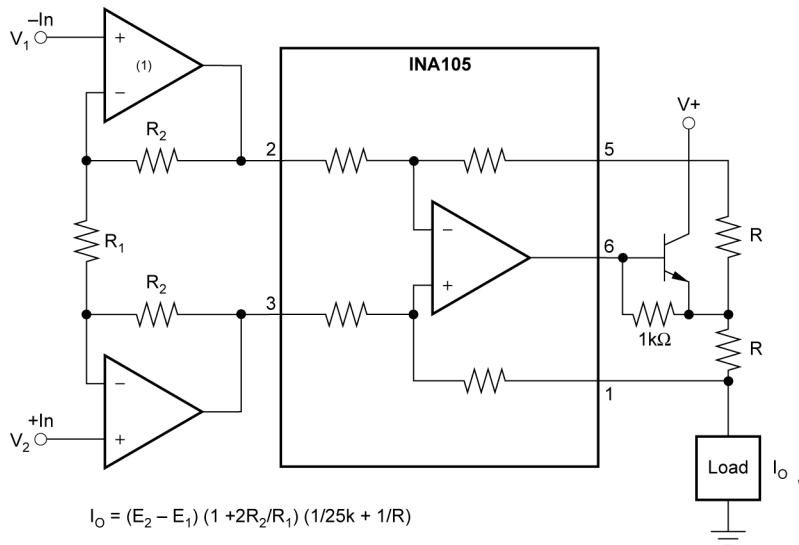 –In
V1
+
(1)
–
INA105
V+
R2
2
5
R
R1
–
6
+
R2
3
1kΩ
R
–
1
+In
V2
+
Load
IO
IO = (E2 – E1) (1 +2R2/R1) (1/25k + 1/R)